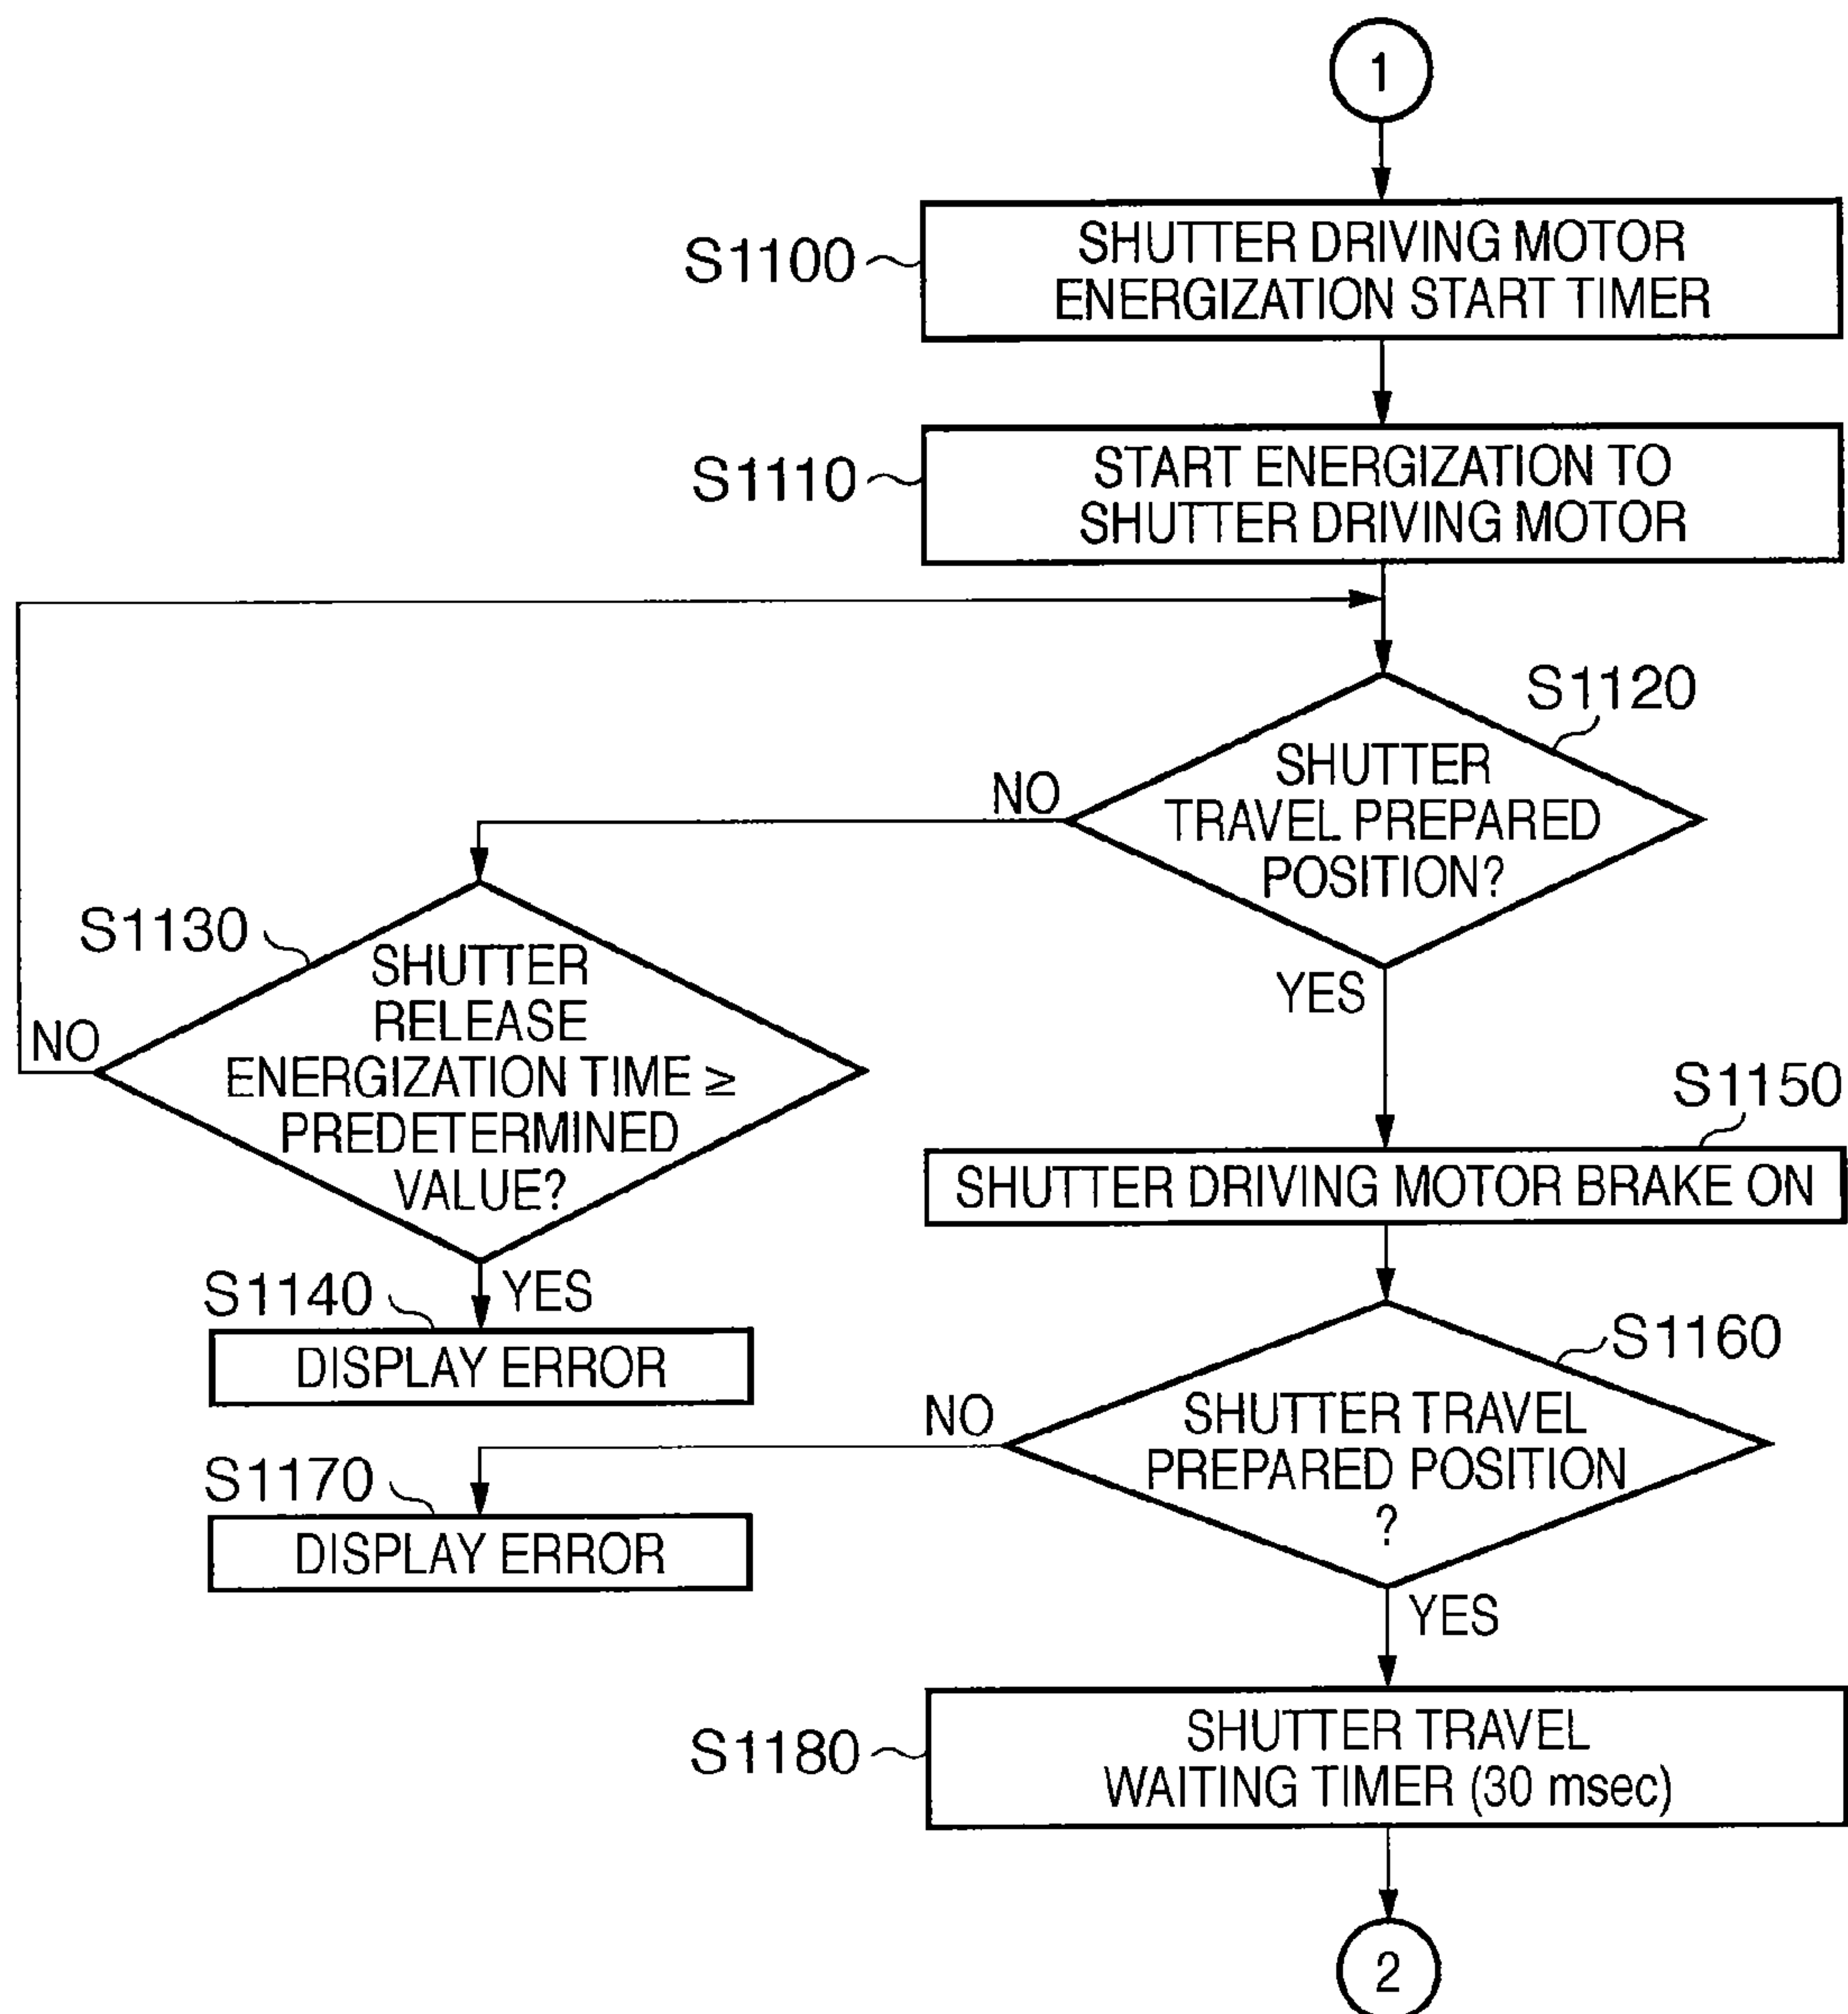 1
S1100
SHUTTER DRIVING MOTOR
ENERGIZATION START TIMER
S1110
START ENERGIZATION TO
SHUTTER DRIVING MOTOR
S1120
SHUTTER
TRAVEL PREPARED
POSITION?
NO
YES
S1130
SHUTTER
RELEASE
ENERGIZATION TIME ≥
PREDETERMINED
VALUE?
NO
YES
S1140
DISPLAY ERROR
S1150
SHUTTER DRIVING MOTOR BRAKE ON
S1160
SHUTTER TRAVEL
PREPARED POSITION
?
NO
YES
S1170
DISPLAY ERROR
S1180
SHUTTER TRAVEL
WAITING TIMER (30 msec)
2